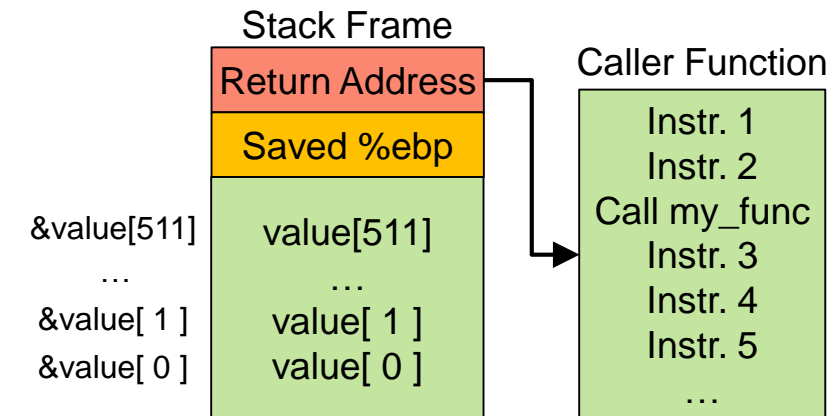 Stack Frame
Return Address
Saved %ebp
&value[511]
value[511]
…
…
&value[ 1 ]
value[ 1 ]
&value[ 0 ]
value[ 0 ]
Caller Function
Instr. 1
Instr. 2
Call my_func
Instr. 3
Instr. 4
Instr. 5
…